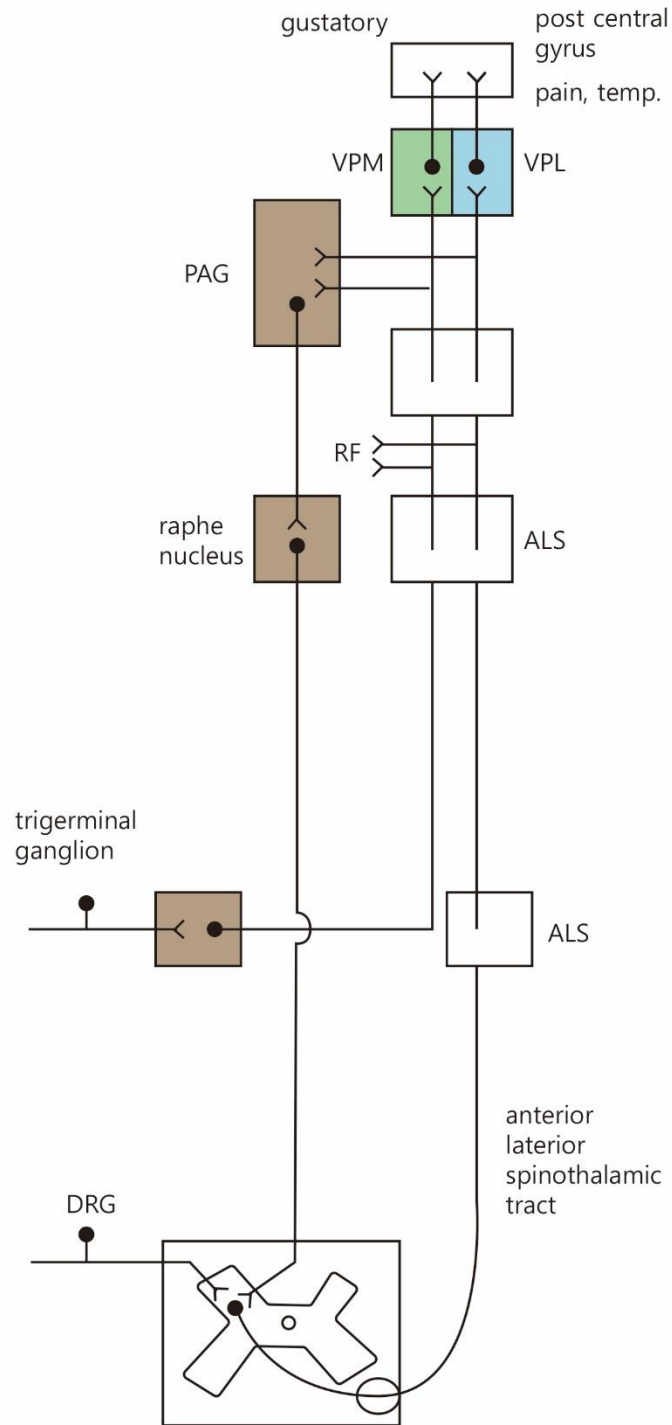 gustatory
post central
gyrus
pain, temp.
VPM
VPL
PAG
RF
raphe
nucleus
ALS
trigerminal
ganglion
ALS
anterior
laterior
spinothalamic
tract
DRG